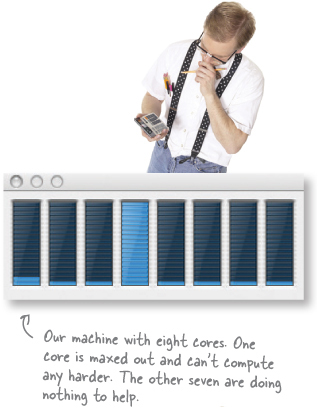 Our machine with eight cores. One
core is maxed out and can't compute
any harder. The other seven are doing
nothing to help.